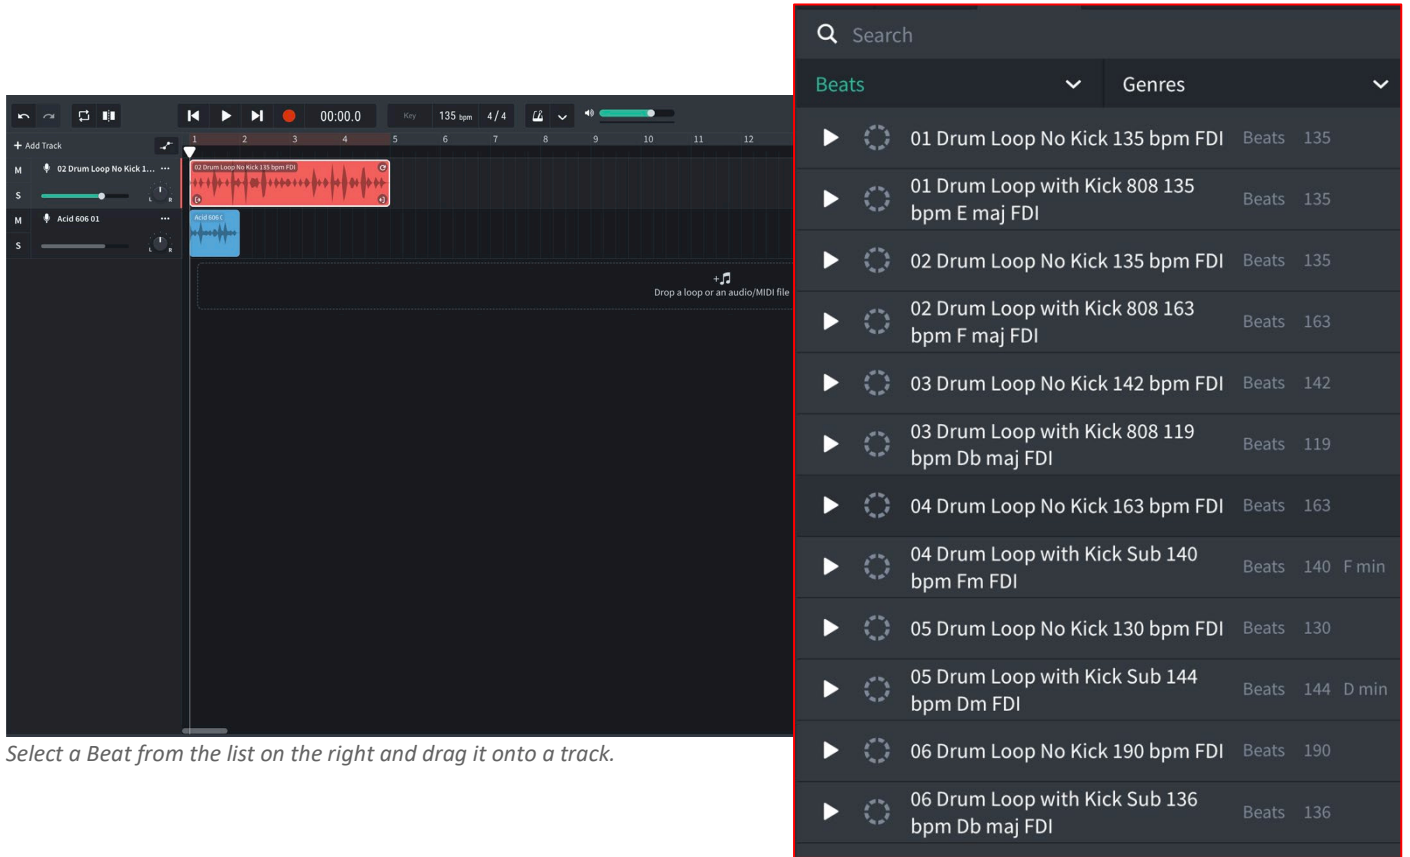 00:00.0
Key
135 bpm
4/4
+ Add Track
1 2 3 4 5 6 7 8 9 10 11 12
M
02 Drum Loop No Kick 1... ...
S
L R
02 Drum Loop No Kick 135 bpm FDI
M
Acid 606 01 ...
S
L R
Acid 606 (
Drop a loop or an audio/MIDI file
Select a Beat from the list on the right and drag it onto a track.
Search
Beats
Genres
01 Drum Loop No Kick 135 bpm FDI Beats 135
01 Drum Loop with Kick 808 135
bpm E maj FDI
Beats 135
02 Drum Loop No Kick 135 bpm FDI Beats 135
02 Drum Loop with Kick 808 163
bpm F maj FDI
Beats 163
03 Drum Loop No Kick 142 bpm FDI Beats 142
03 Drum Loop with Kick 808 119
bpm Db maj FDI
Beats 119
04 Drum Loop No Kick 163 bpm FDI Beats 163
04 Drum Loop with Kick Sub 140
bpm Fm FDI
Beats 140 F min
05 Drum Loop No Kick 130 bpm FDI Beats 130
05 Drum Loop with Kick Sub 144
bpm Dm FDI
Beats 144 D min
06 Drum Loop No Kick 190 bpm FDI Beats 190
06 Drum Loop with Kick Sub 136
bpm Db maj FDI
Beats 136